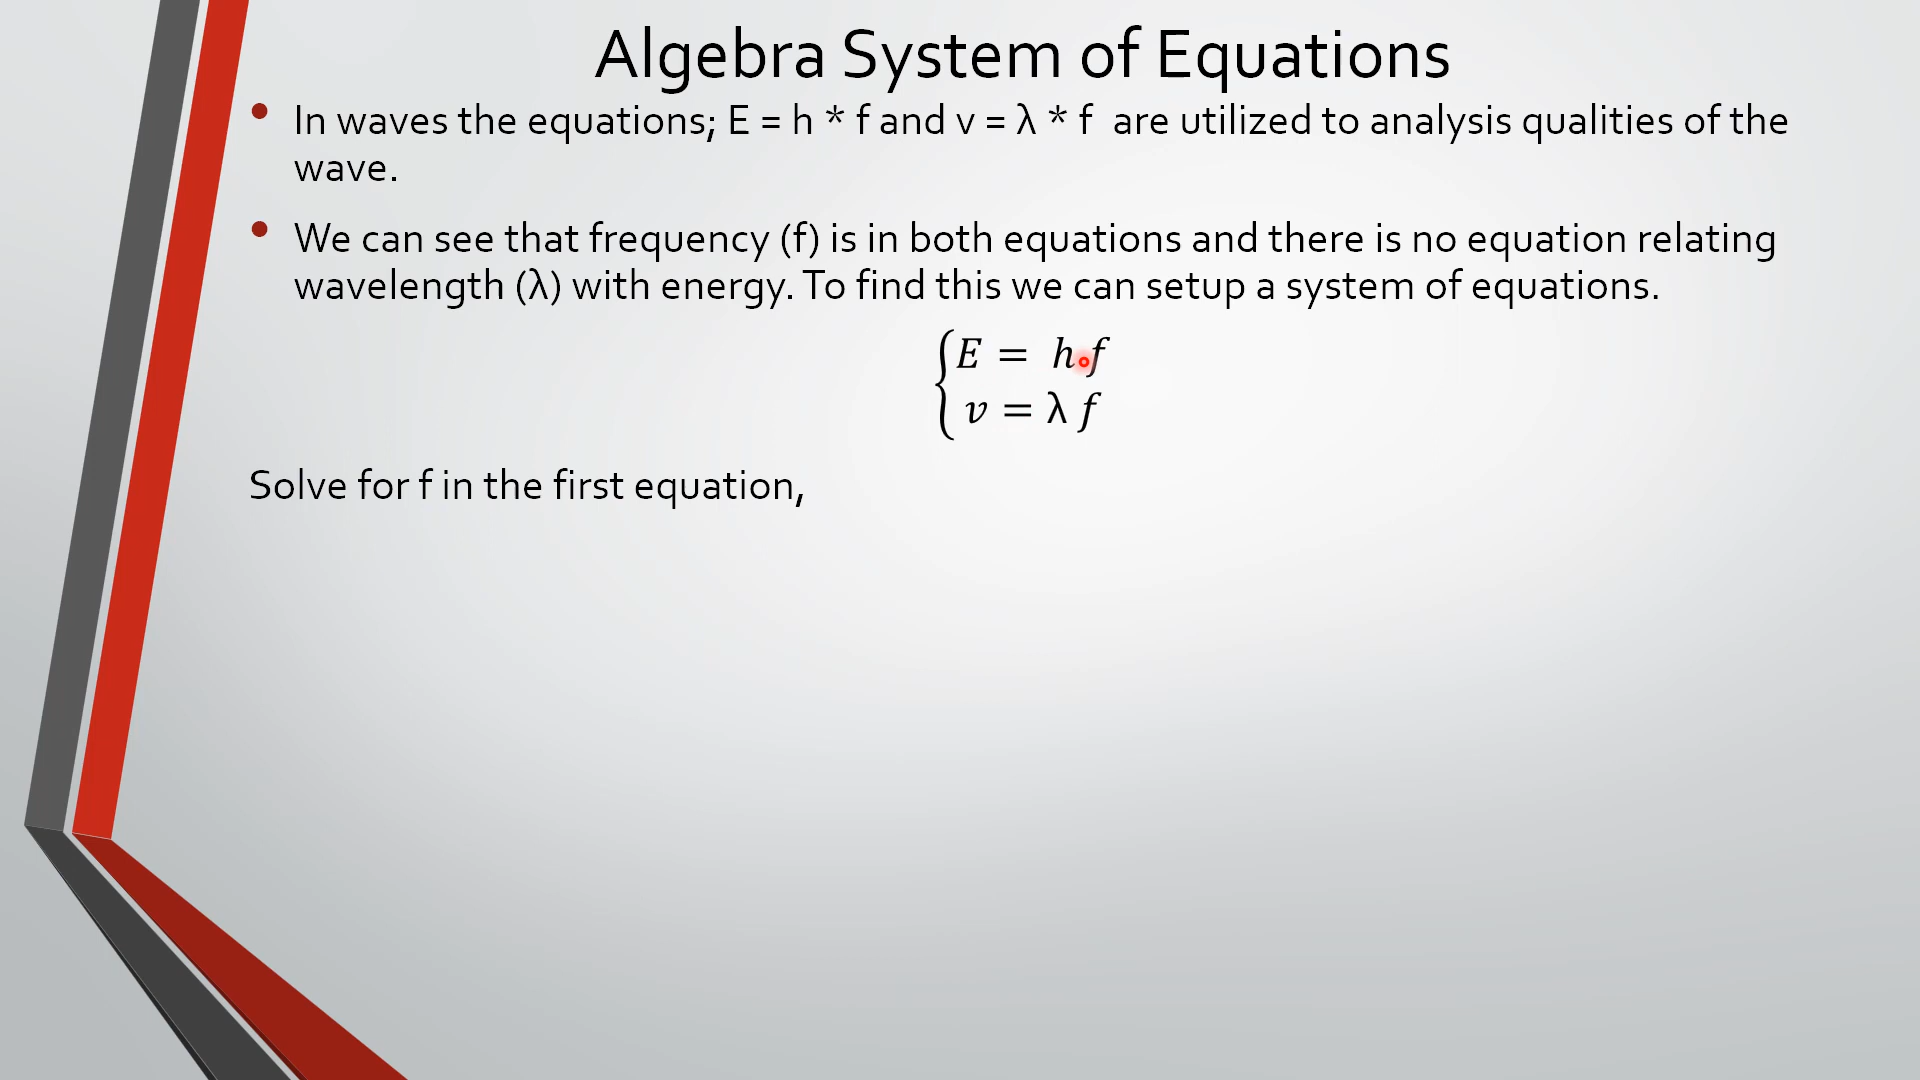 Algebra System of Equations
• In waves the equations; E = h * f and v = λ * f  are utilized to analysis qualities of the
wave.
• We can see that frequency (f) is in both equations and there is no equation relating
wavelength (λ) with energy. To find this we can setup a system of equations.
E = h f
v = λ f
Solve for f in the first equation,